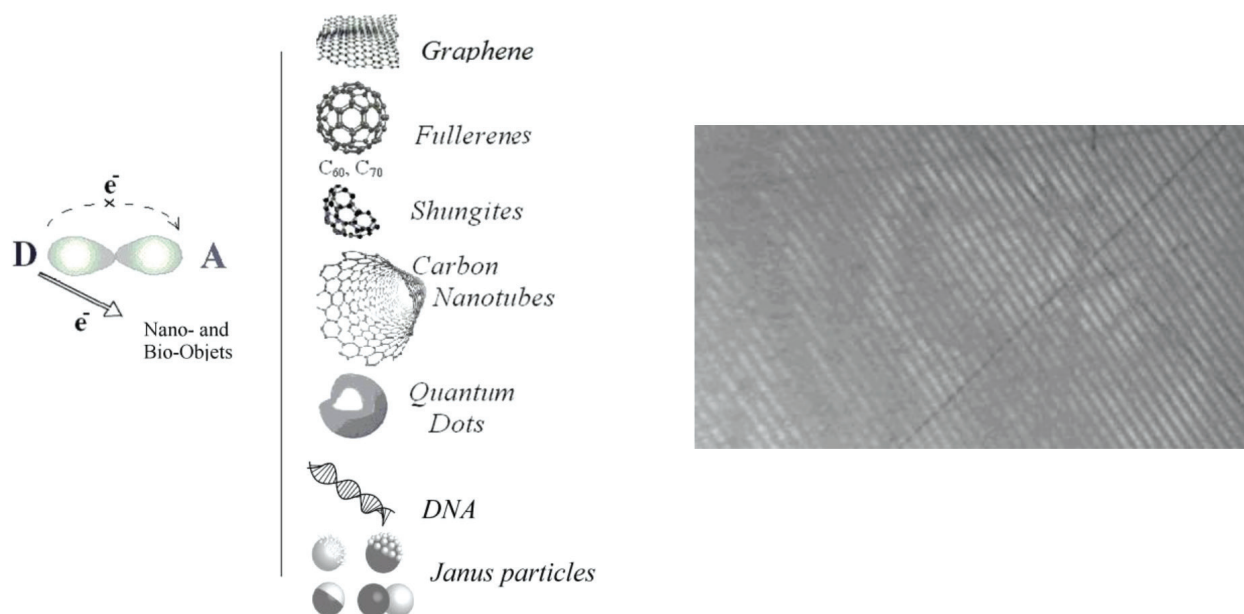 e⁻
D
A
e⁻
Nano- and
Bio-Objets
Graphene
Fullerenes
C₆₀, C₇₀
Shungites
Carbon
Nanotubes
Quantum
Dots
DNA
Janus particles